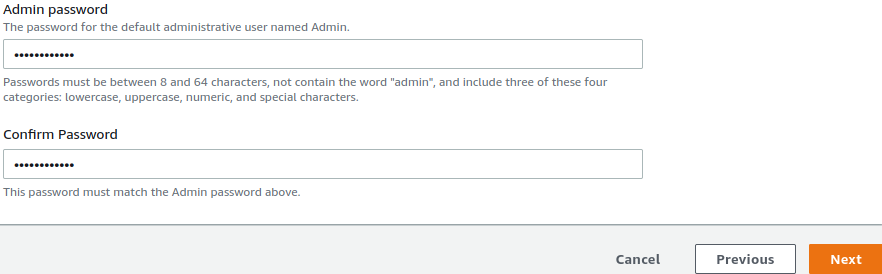 Admin password
The password for the default administrative user named Admin.
••••••••••••
Passwords must be between 8 and 64 characters, not contain the word "admin", and include three of these four
categories: lowercase, uppercase, numeric, and special characters.
Confirm Password
••••••••••••
This password must match the Admin password above.
Cancel Previous Next